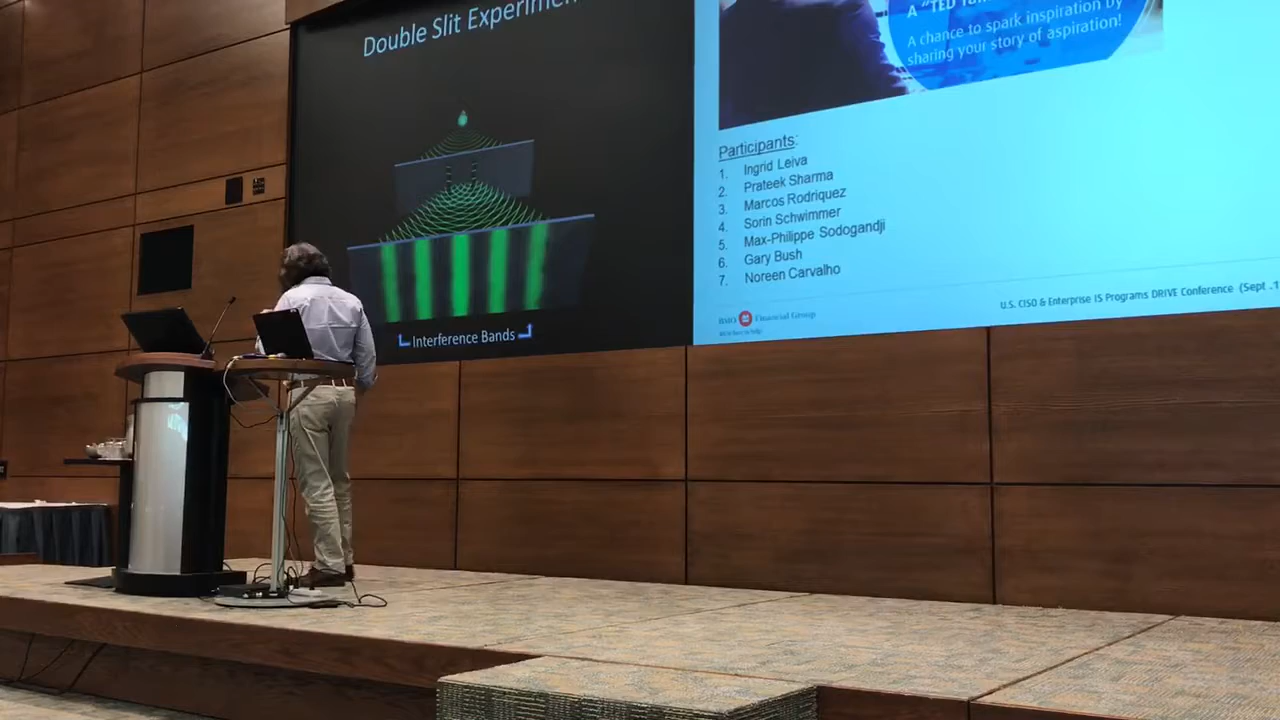 Double Slit Experimen
Interference Bands
A "TED
A chance to spark inspiration by
sharing your story of aspiration!
Participants:
1. Ingrid Leiva
2. Prateek Sharma
3. Marcos Rodriquez
4. Sorin Schwimmer
5. Max-Philippe Sodogandji
6. Gary Bush
7. Noreen Carvalho
BMO Financial Group
U.S. CISO & Enterprise IS Programs DRIVE Conference (Sept .1